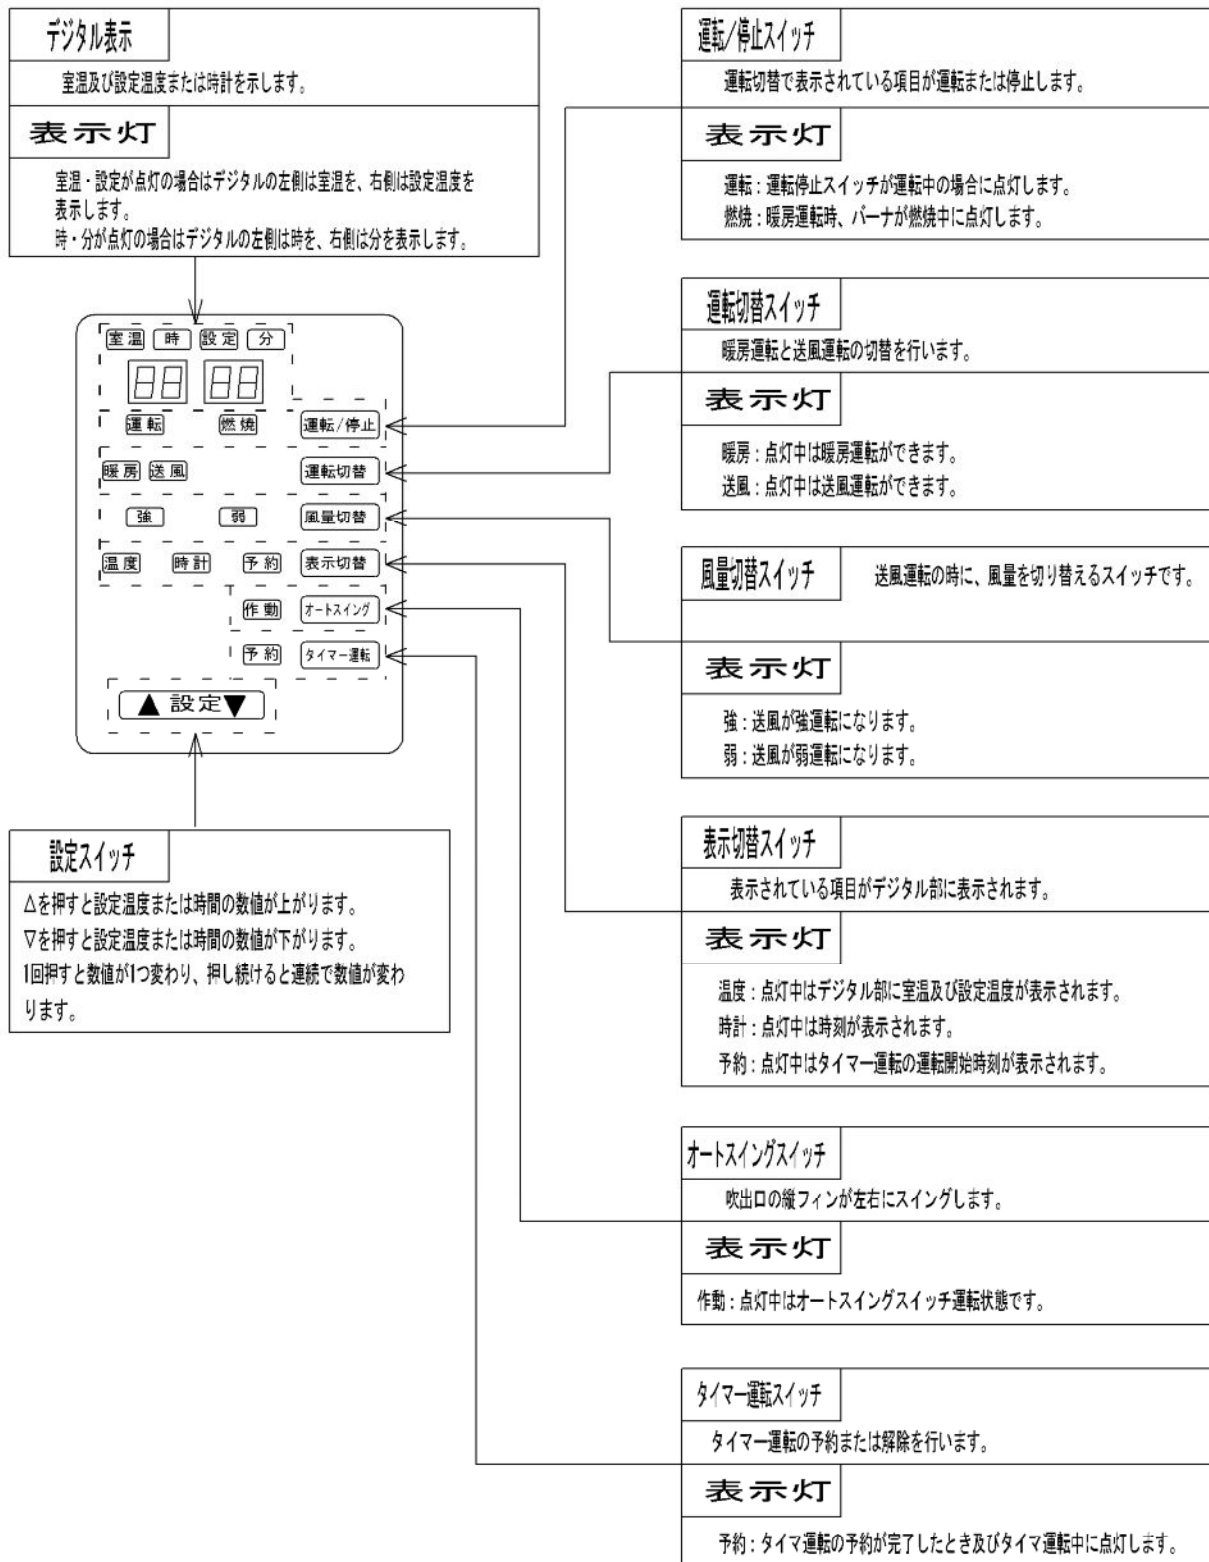 デジタル表示
室温及び設定温度または時計を示します。
表示灯
室温・設定が点灯の場合はデジタルの左側は室温を、右側は設定温度を
表示します。
時・分が点灯の場合はデジタルの左側は時を、右側は分を表示します。
室温 時 設定 分
88 88
運転 燃焼 運転/停止
暖房 送風 運転切替
強 弱 風量切替
温度 時計 予約 表示切替
作動 オートスイング
予約 タイマー運転
▲ 設定▼
設定スイッチ
△を押すと設定温度または時間の数値が上がります。
▽を押すと設定温度または時間の数値が下がります。
1回押すと数値が1つ変わり、押し続けると連続で数値が変わ
ります。
運転/停止スイッチ
運転切替で表示されている項目が運転または停止します。
表示灯
運転:運転停止スイッチが運転中の場合に点灯します。
燃焼:暖房運転時、バーナが燃焼中に点灯します。
運転切替スイッチ
暖房運転と送風運転の切替を行います。
表示灯
暖房:点灯中は暖房運転ができます。
送風:点灯中は送風運転ができます。
風量切替スイッチ 送風運転の時に、風量を切り替えるスイッチです。
表示灯
強:送風が強運転になります。
弱:送風が弱運転になります。
表示切替スイッチ
表示されている項目がデジタル部に表示されます。
表示灯
温度:点灯中はデジタル部に室温及び設定温度が表示されます。
時計:点灯中は時刻が表示されます。
予約:点灯中はタイマー運転の運転開始時刻が表示されます。
オートスイングスイッチ
吹出口の縦フィンが左右にスイングします。
表示灯
作動:点灯中はオートスイングスイッチ運転状態です。
タイマー運転スイッチ
タイマー運転の予約または解除を行います。
表示灯
予約:タイマ運転の予約が完了したとき及びタイマ運転中に点灯します。